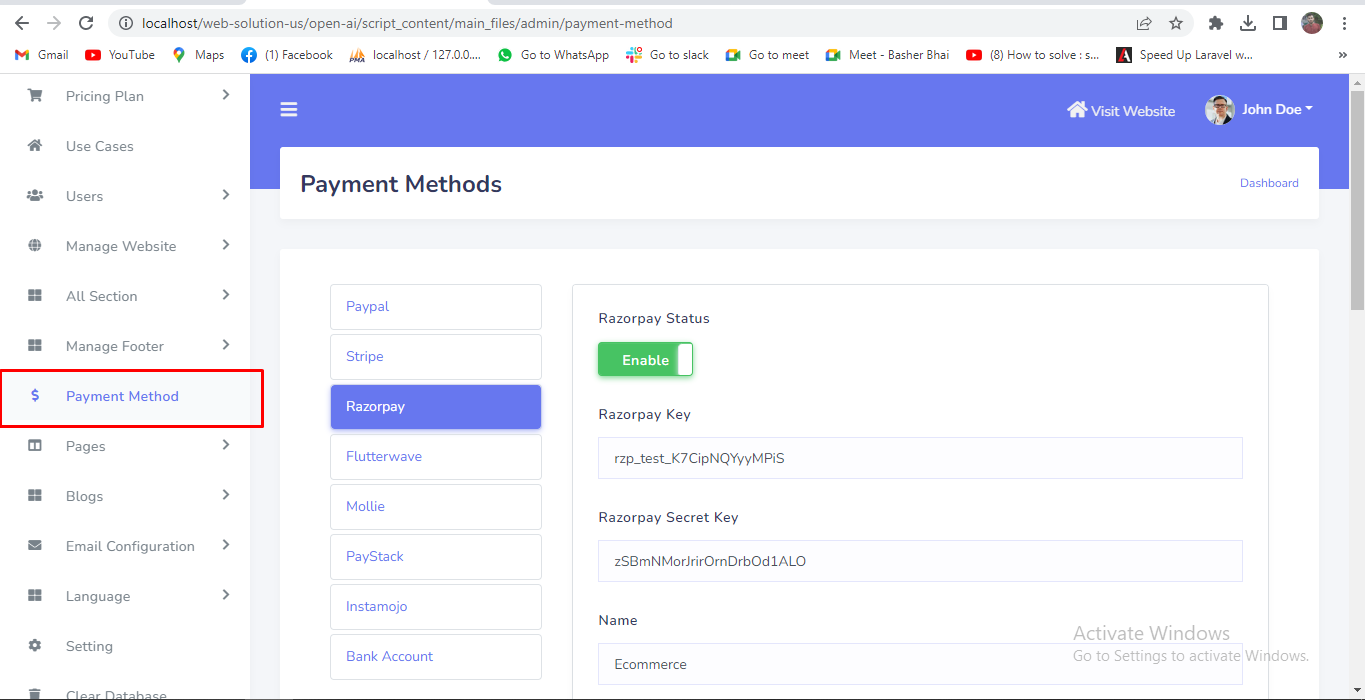 localhost/web-solution-us/open-ai/script_content/main_files/admin/payment-method
Gmail
YouTube
Maps
(1) Facebook
localhost / 127.0.0....
Go to WhatsApp
Go to slack
Go to meet
Meet - Basher Bhai
(8) How to solve : s...
Speed Up Laravel w...
»
Pricing Plan
Use Cases
Users
Manage Website
All Section
Manage Footer
$ Payment Method
Pages
Blogs
Email Configuration
Language
Setting
Clear Database
Visit Website
John Doe
Payment Methods
Dashboard
Paypal
Stripe
Razorpay
Flutterwave
Mollie
PayStack
Instamojo
Bank Account
Razorpay Status
Enable
Razorpay Key
rzp_test_K7CipNQYyyMPiS
Razorpay Secret Key
zSBmNMorJrirOrnDrbOd1ALO
Name
Ecommerce
Activate Windows
Go to Settings to activate Windows.